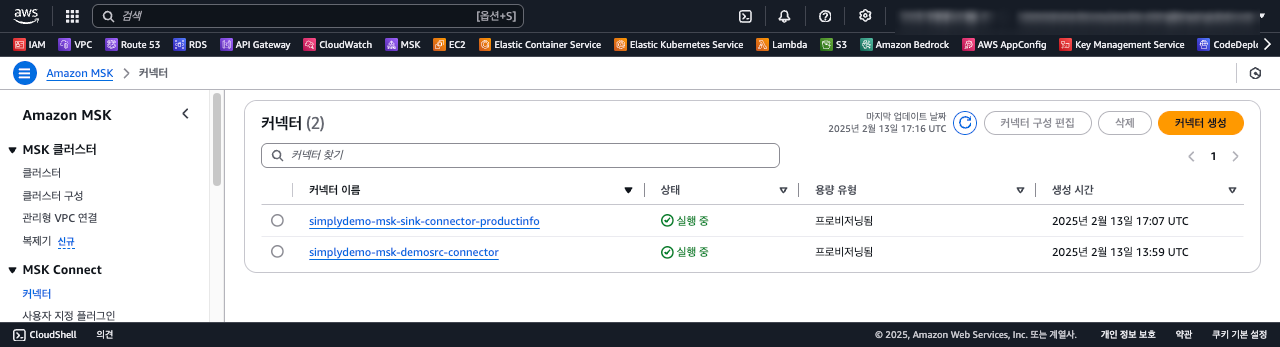 aws 검색 [옵션+S]
IAM VPC Route 53 RDS API Gateway CloudWatch MSK EC2 Elastic Container Service Elastic Kubernetes Service Lambda S3 Amazon Bedrock AWS AppConfig Key Management Service CodeDeplo
Amazon MSK > 커넥터
Amazon MSK
MSK 클러스터
클러스터
클러스터 구성
관리형 VPC 연결
복제기 신규
MSK Connect
커넥터
사용자 지정 플러그인
커넥터 (2)
마지막 업데이트 날짜
2025년 2월 13일 17:16 UTC
커넥터 구성 편집 삭제 커넥터 생성
커넥터 찾기
1
커넥터 이름 상태 용량 유형 생성 시간
simplydemo-msk-sink-connector-productinfo 실행 중 프로비저닝됨 2025년 2월 13일 17:07 UTC
simplydemo-msk-demosrc-connector 실행 중 프로비저닝됨 2025년 2월 13일 13:59 UTC
CloudShell 의견 © 2025, Amazon Web Services, Inc. 또는 계열사. 개인 정보 보호 약관 쿠키 기본 설정